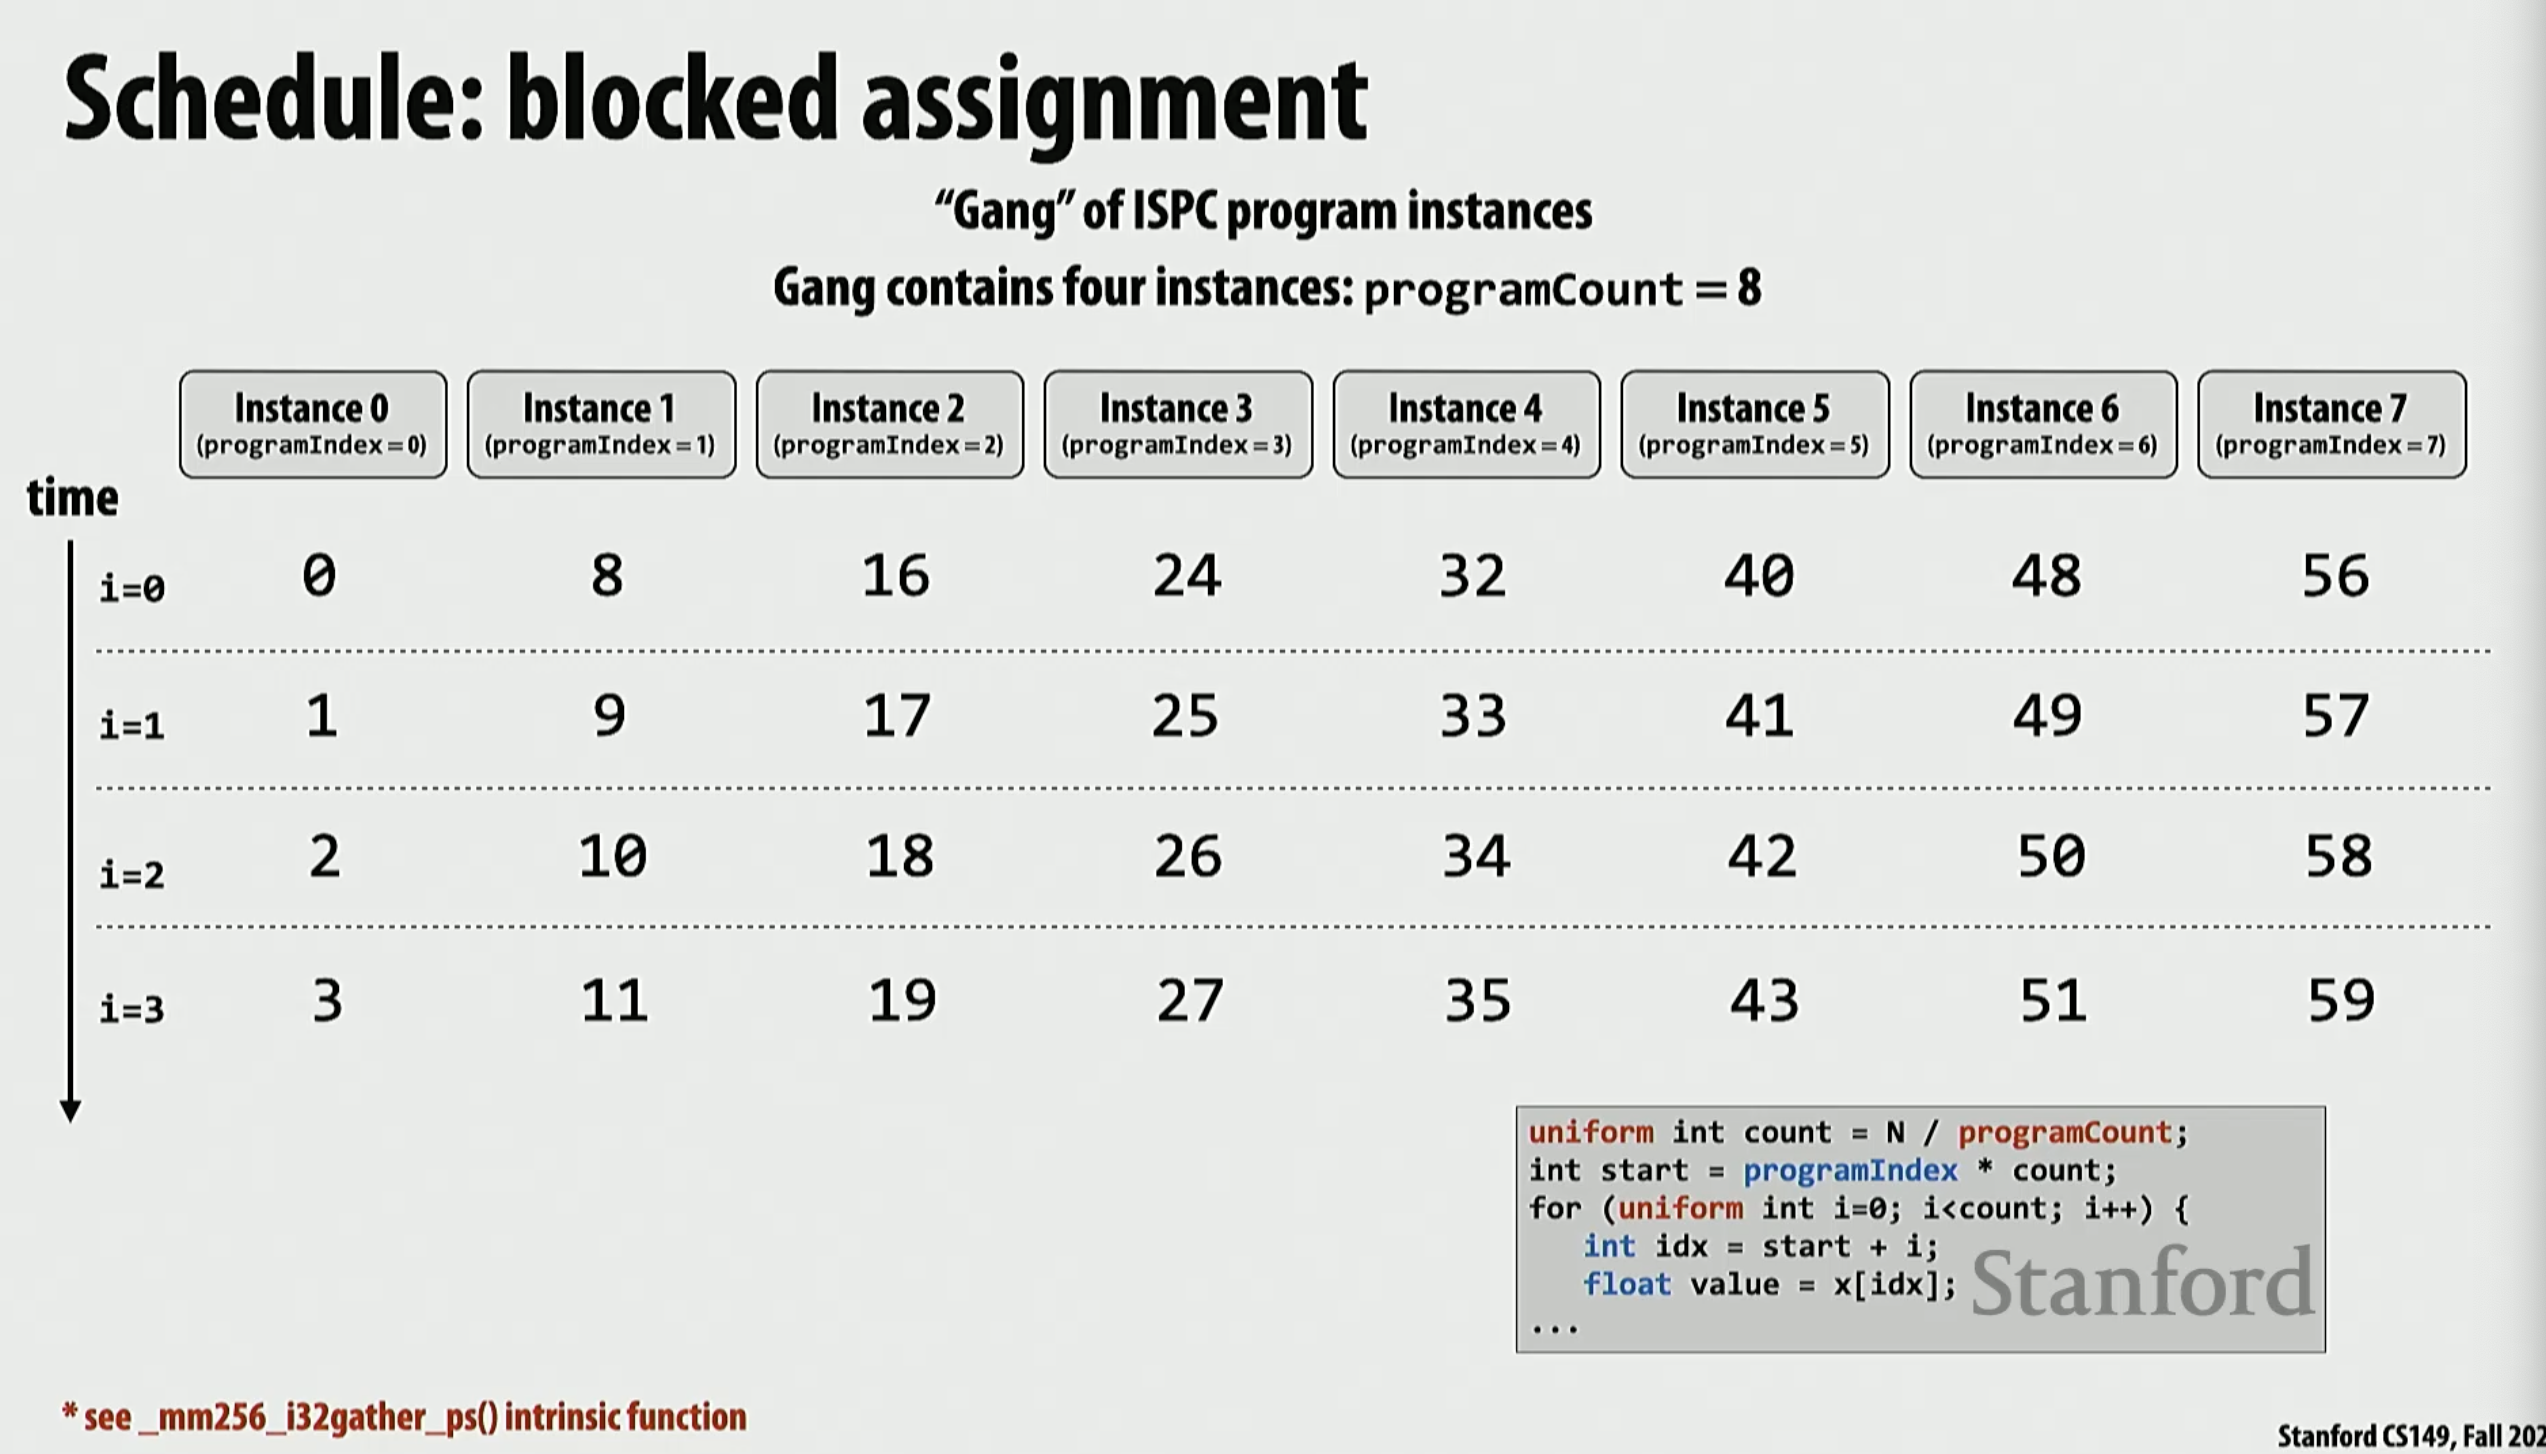 Schedule: blocked assignment
“Gang” of ISPC program instances
Gang contains four instances: programCount = 8
Instance 0 Instance 1 Instance 2 Instance 3 Instance 4 Instance 5 Instance 6 Instance 7
(programIndex=0) (programIndex=1) (programIndex=2) (programIndex=3) (programIndex=4) (programIndex=5) (programIndex=6) (programIndex=7)
time
i=0 0 8 16 24 32 40 48 56
i=1 1 9 17 25 33 41 49 57
i=2 2 10 18 26 34 42 50 58
i=3 3 11 19 27 35 43 51 59
uniform int count = N / programCount;
int start = programIndex * count;
for (uniform int i=0; i<count; i++) {
int idx = start + i;
float value = x[idx];
...
Stanford
* see _mm256_i32gather_ps() intrinsic function
Stanford CS149, Fall